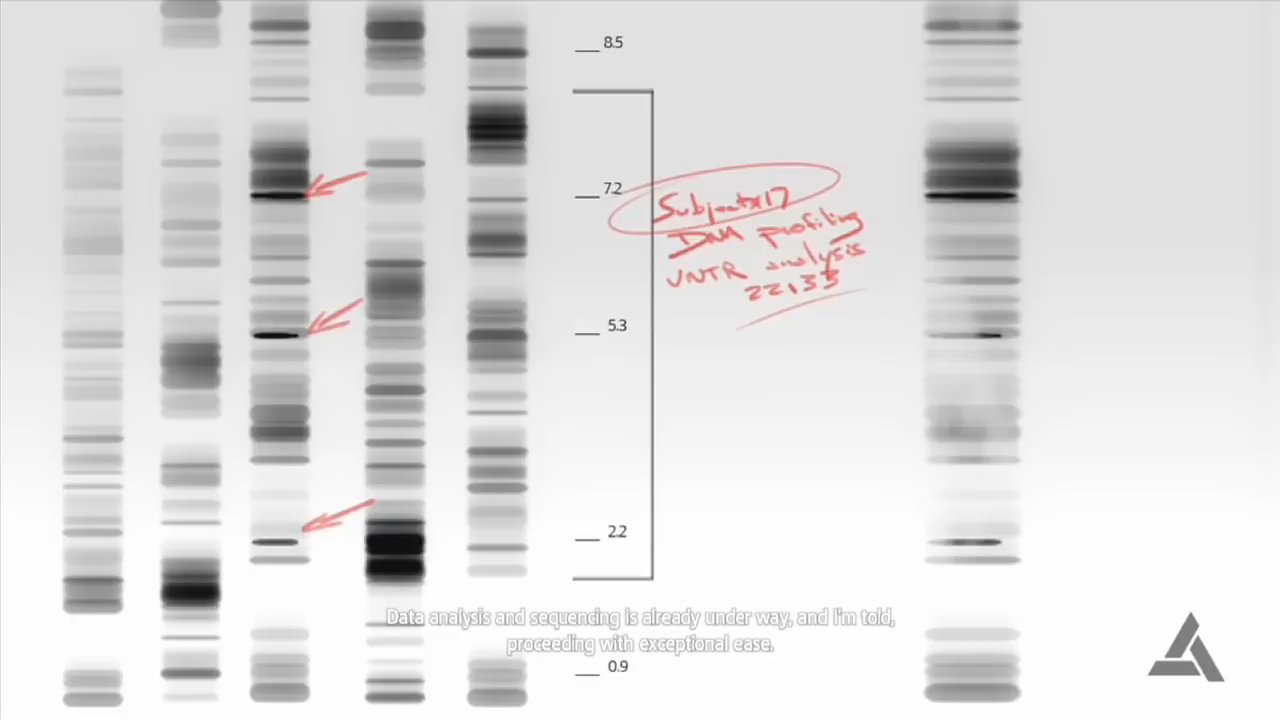 8.5
7.2
Subject 17
DNA profiling
VNTR analysis
22133
5.3
2.2
Data analysis and sequencing is already under way, and I'm told,
proceeding with exceptional ease.
0.9